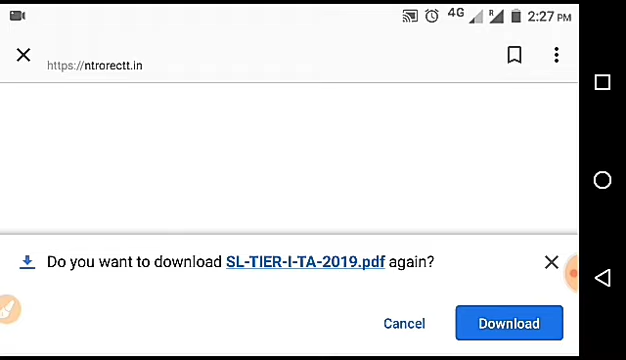 4G R 2:27 PM
https://ntrorectt.in
Do you want to download SL-TIER-I-TA-2019.pdf again?
Cancel Download